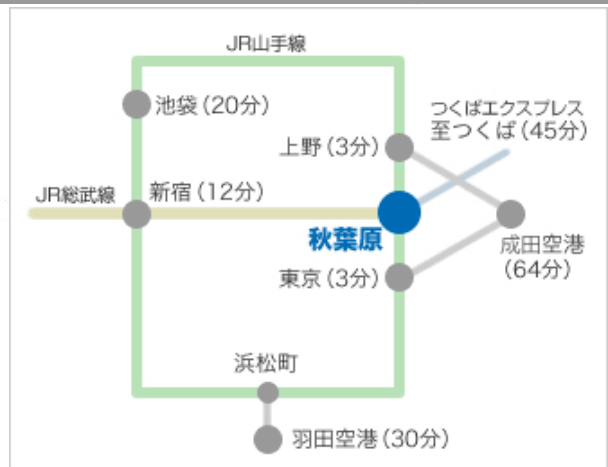 JR山手線
池袋（20分）
つくばエクスプレス
至つくば（45分）
上野（3分）
JR総武線
新宿（12分）
秋葉原
成田空港
（64分）
東京（3分）
浜松町
羽田空港（30分）